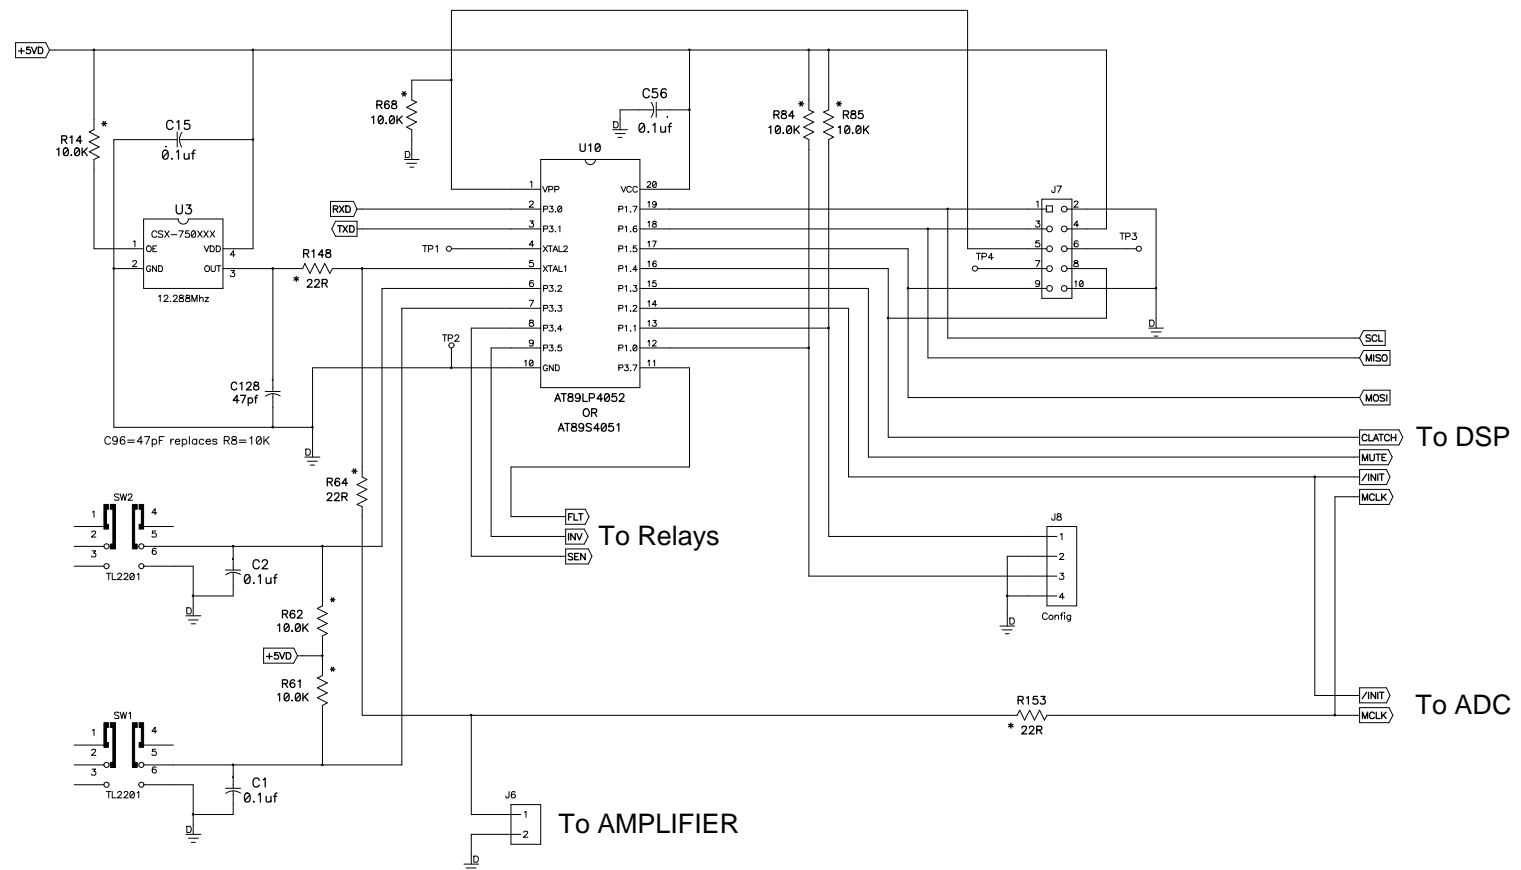 +5VD
C15
0.1uf
R14
10.0K
*
U3
CSX-750XXX
1 OE VDD 4
2 GND OUT 3
12.288Mhz
R148
* 22R
C128
47pf
C96=47pF replaces R8=10K
D
R68
10.0K
*
D
C56
0.1uf
D
R84
10.0K
*
R85
10.0K
*
RXD
TXD
TP1
TP2
U10
1 VPP VCC 20
2 P3.0 P1.7 19
3 P3.1 P1.6 18
4 XTAL2 P1.5 17
5 XTAL1 P1.4 16
6 P3.2 P1.3 15
7 P3.3 P1.2 14
8 P3.4 P1.1 13
9 P3.5 P1.0 12
10 GND P3.7 11
AT89LP4052
OR
AT89S4051
J7
1 2
3 4
5 6
7 8
9 10
TP3
TP4
D
SCL
MISO
MOSI
CLATCH
To DSP
MUTE
/INIT
MCLK
R64
22R
*
FLT
INV
To Relays
SEN
SW2
1 4
2 5
3 6
TL2201
C2
0.1uf
D
R62
10.0K
*
+5VD
R61
10.0K
*
SW1
1 4
2 5
3 6
TL2201
C1
0.1uf
D
J8
1
2
3
4
Config
D
R153
* 22R
/INIT
MCLK
To ADC
J6
1
2
To AMPLIFIER
D